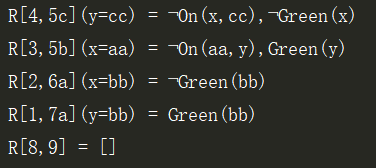 R[4,5c](y=cc) = ¬On(x,cc),¬Green(x)
R[3,5b](x=aa) = ¬On(aa,y),Green(y)
R[2,6a](x=bb) = ¬Green(bb)
R[1,7a](y=bb) = Green(bb)
R[8,9] = []